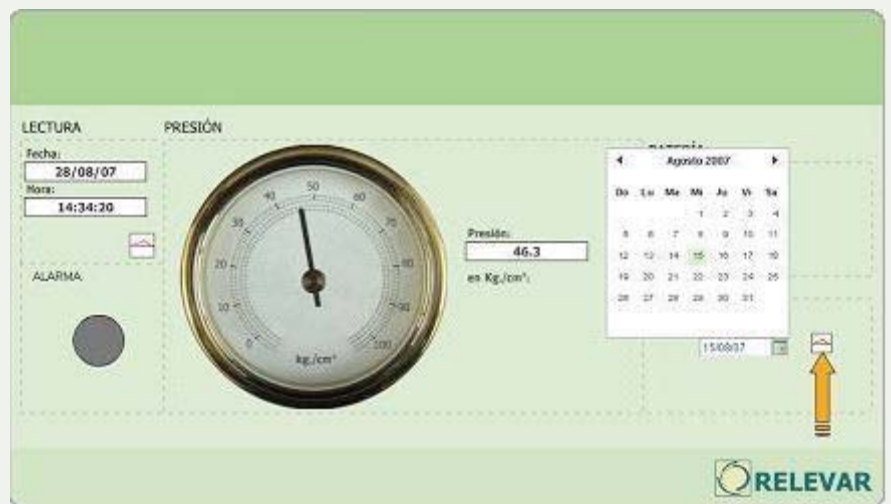 LECTURA
PRESIÓN
Fecha:
28/08/07
Hora:
14:34:20
ALARMA
0
10
20
30
40
50
60
70
80
90
100
kg./cm²
Presión:
46.3
en Kg./cm²:
BATERÍA
Agosto 2007
Do Lu Ma Mi Ju Vi Sa
1 2 3 4
5 6 7 8 9 10 11
12 13 14 15 16 17 18
19 20 21 22 23 24 25
26 27 28 29 30 31
15/08/07
RELEVAR